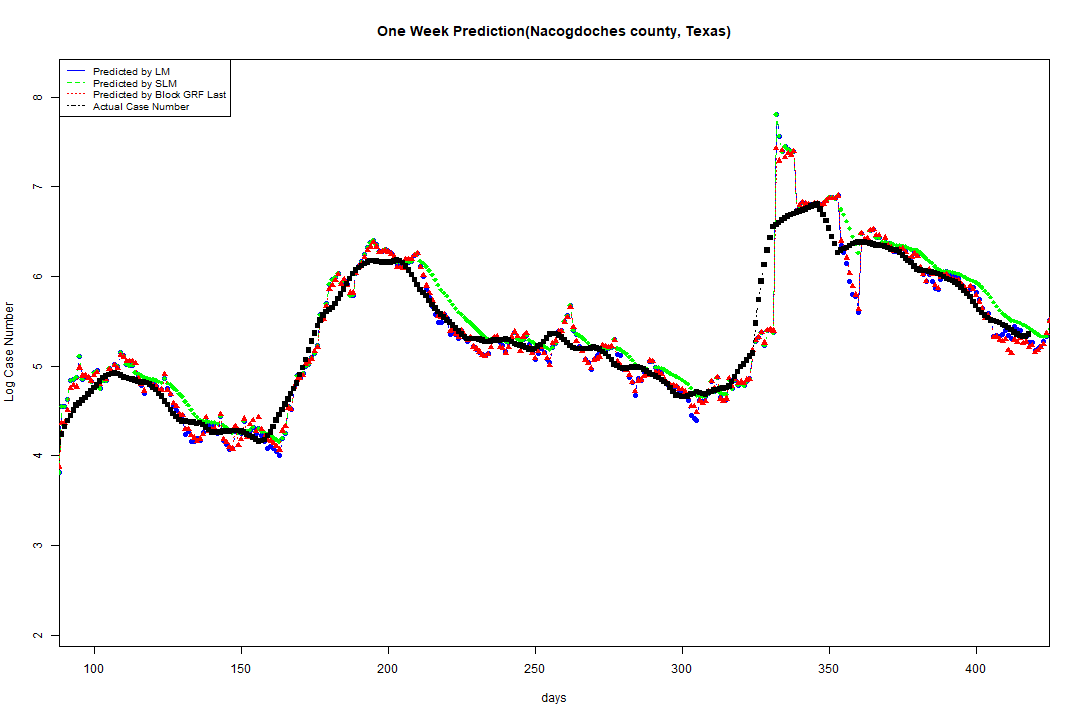 One Week Prediction(Nacogdoches county, Texas)
Predicted by LM
Predicted by SLM
Predicted by Block GRF Last
Actual Case Number
8
7
6
5
4
3
2
Log Case Number
100 150 200 250 300 350 400
days